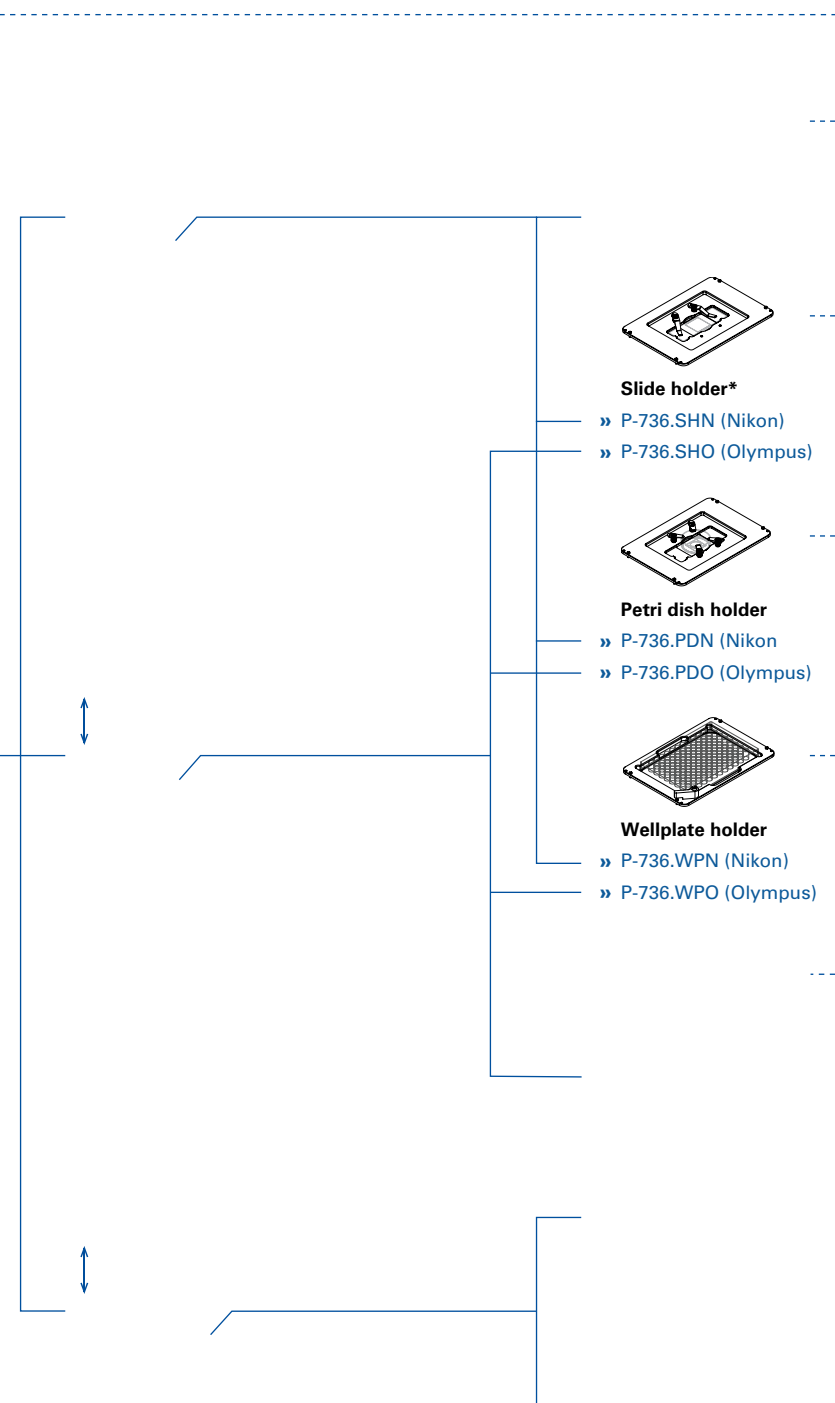 Slide holder*
» P-736.SHN (Nikon)
» P-736.SHO (Olympus)
Petri dish holder
» P-736.PDN (Nikon
» P-736.PDO (Olympus)
Wellplate holder
» P-736.WPN (Nikon)
» P-736.WPO (Olympus)